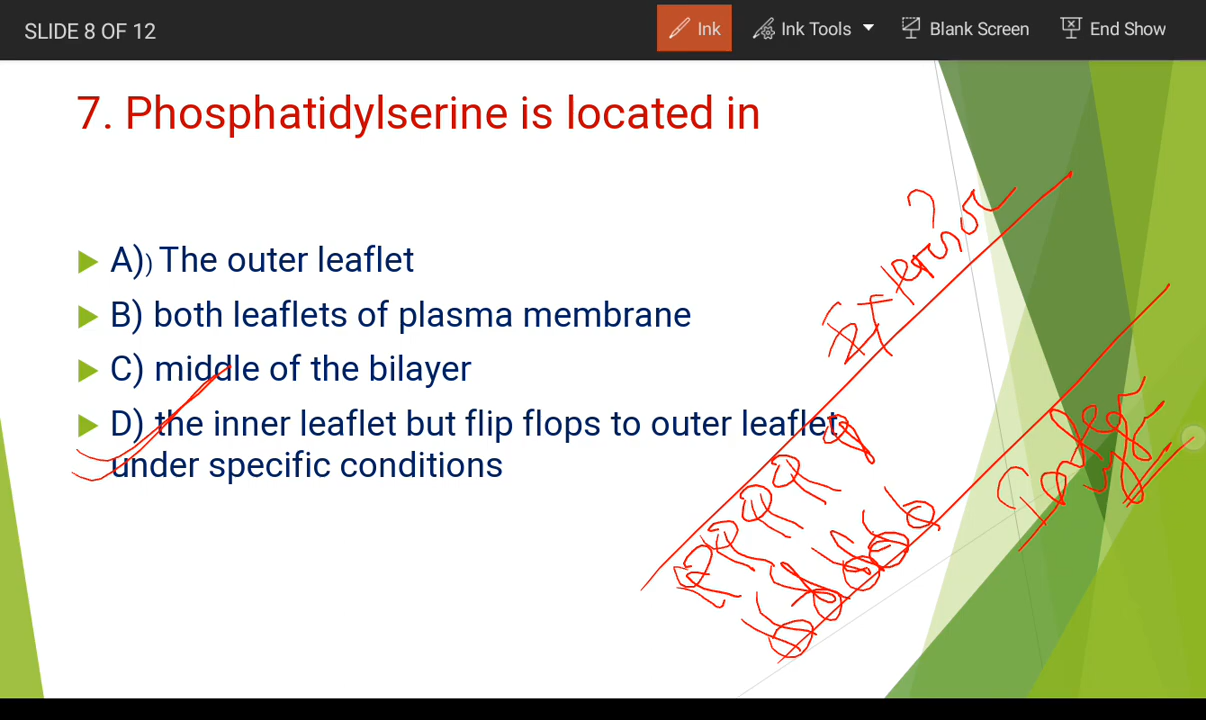 SLIDE 8 OF 12
Ink
Ink Tools
Blank Screen
End Show
7. Phosphatidylserine is located in
A)) The outer leaflet
B) both leaflets of plasma membrane
C) middle of the bilayer
D) the inner leaflet but flip flops to outer leaflet
under specific conditions
Exterior